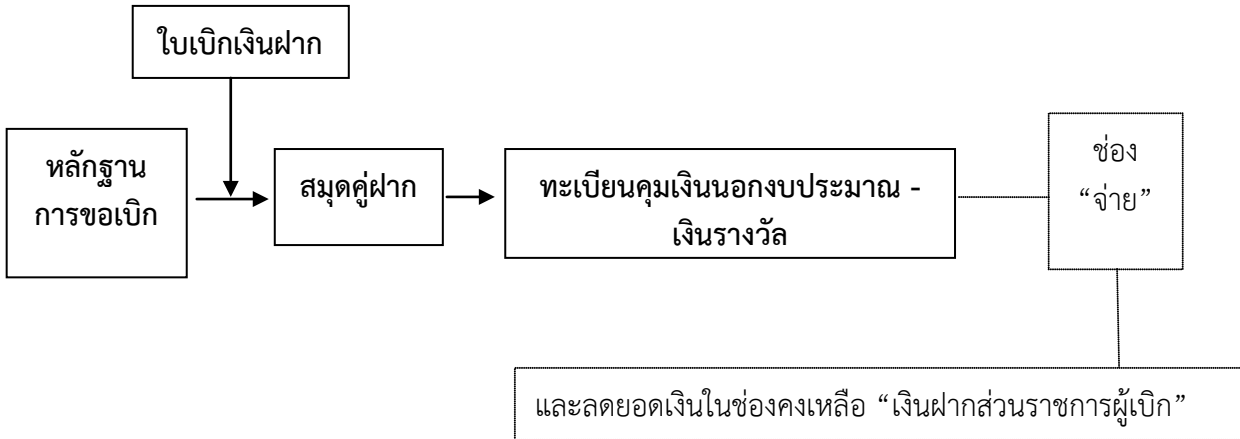 ใบเบิกเงินฝาก
หลักฐาน
การขอเบิก
สมุดคู่ฝาก
ทะเบียนคุมเงินนอกงบประมาณ -
เงินรางวัล
ช่อง
“จ่าย”
และลดยอดเงินในช่องคงเหลือ “เงินฝากส่วนราชการผู้เบิก”